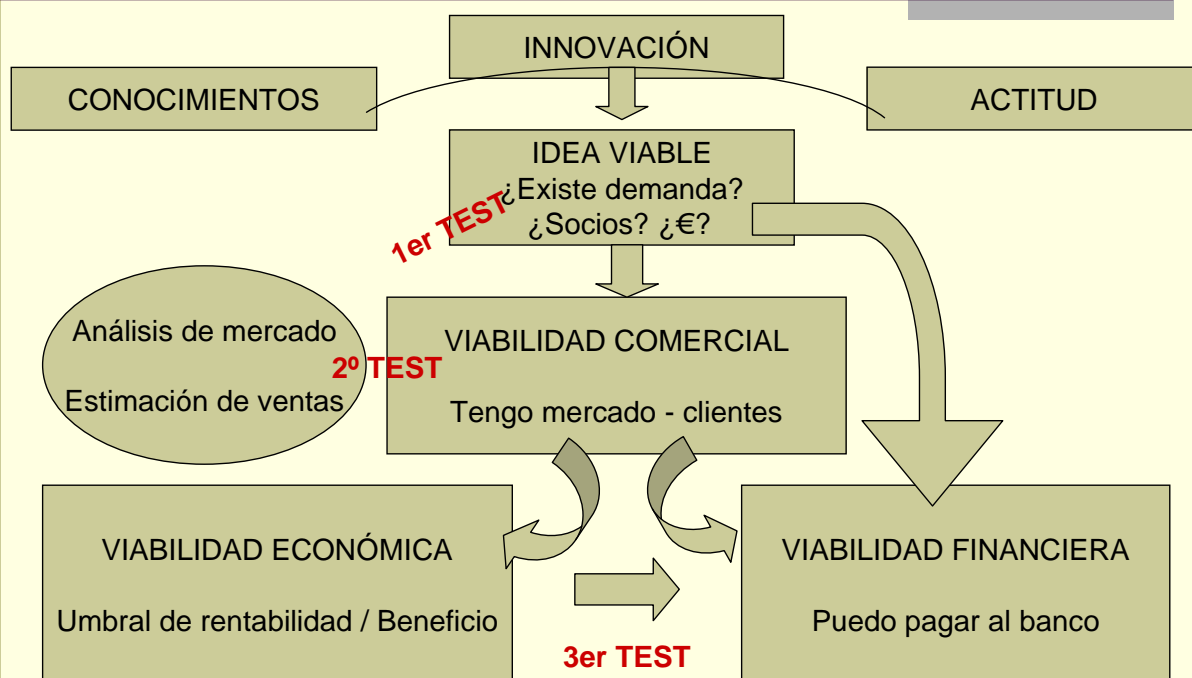 INNOVACIÓN
CONOCIMIENTOS
ACTITUD
IDEA VIABLE
¿Existe demanda?
¿Socios? ¿€?
1er TEST
Análisis de mercado
Estimación de ventas
2º TEST
VIABILIDAD COMERCIAL
Tengo mercado - clientes
VIABILIDAD ECONÓMICA
Umbral de rentabilidad / Beneficio
3er TEST
VIABILIDAD FINANCIERA
Puedo pagar al banco